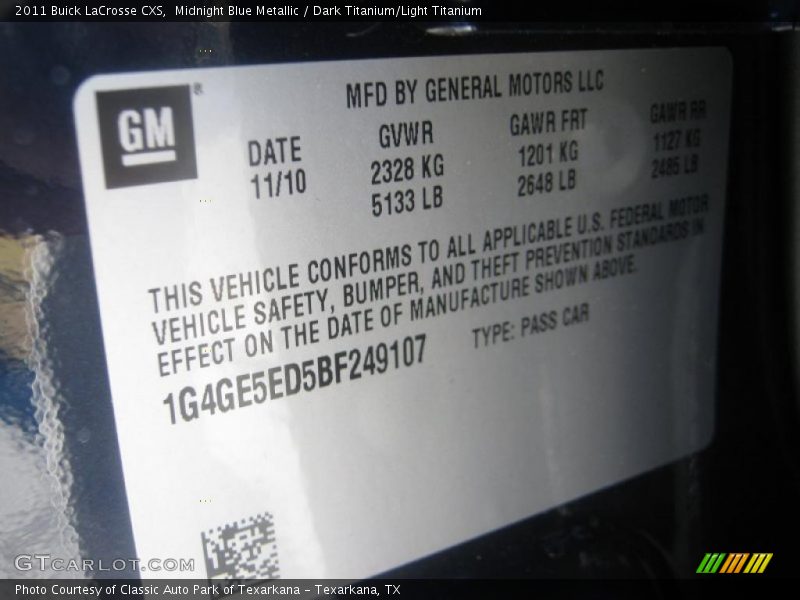 2011 Buick LaCrosse CXS,  Midnight Blue Metallic / Dark Titanium/Light Titanium
GM®
MFD BY GENERAL MOTORS LLC
DATE GVWR GAWR FRT GAWR RR
11/10 2328 KG 1201 KG 1127 KG
5133 LB 2648 LB 2485 LB
THIS VEHICLE CONFORMS TO ALL APPLICABLE U.S. FEDERAL MOTOR
VEHICLE SAFETY, BUMPER, AND THEFT PREVENTION STANDARDS IN
EFFECT ON THE DATE OF MANUFACTURE SHOWN ABOVE.
1G4GE5ED5BF249107 TYPE: PASS CAR
GTCARLOT.COM
Photo Courtesy of Classic Auto Park of Texarkana - Texarkana, TX